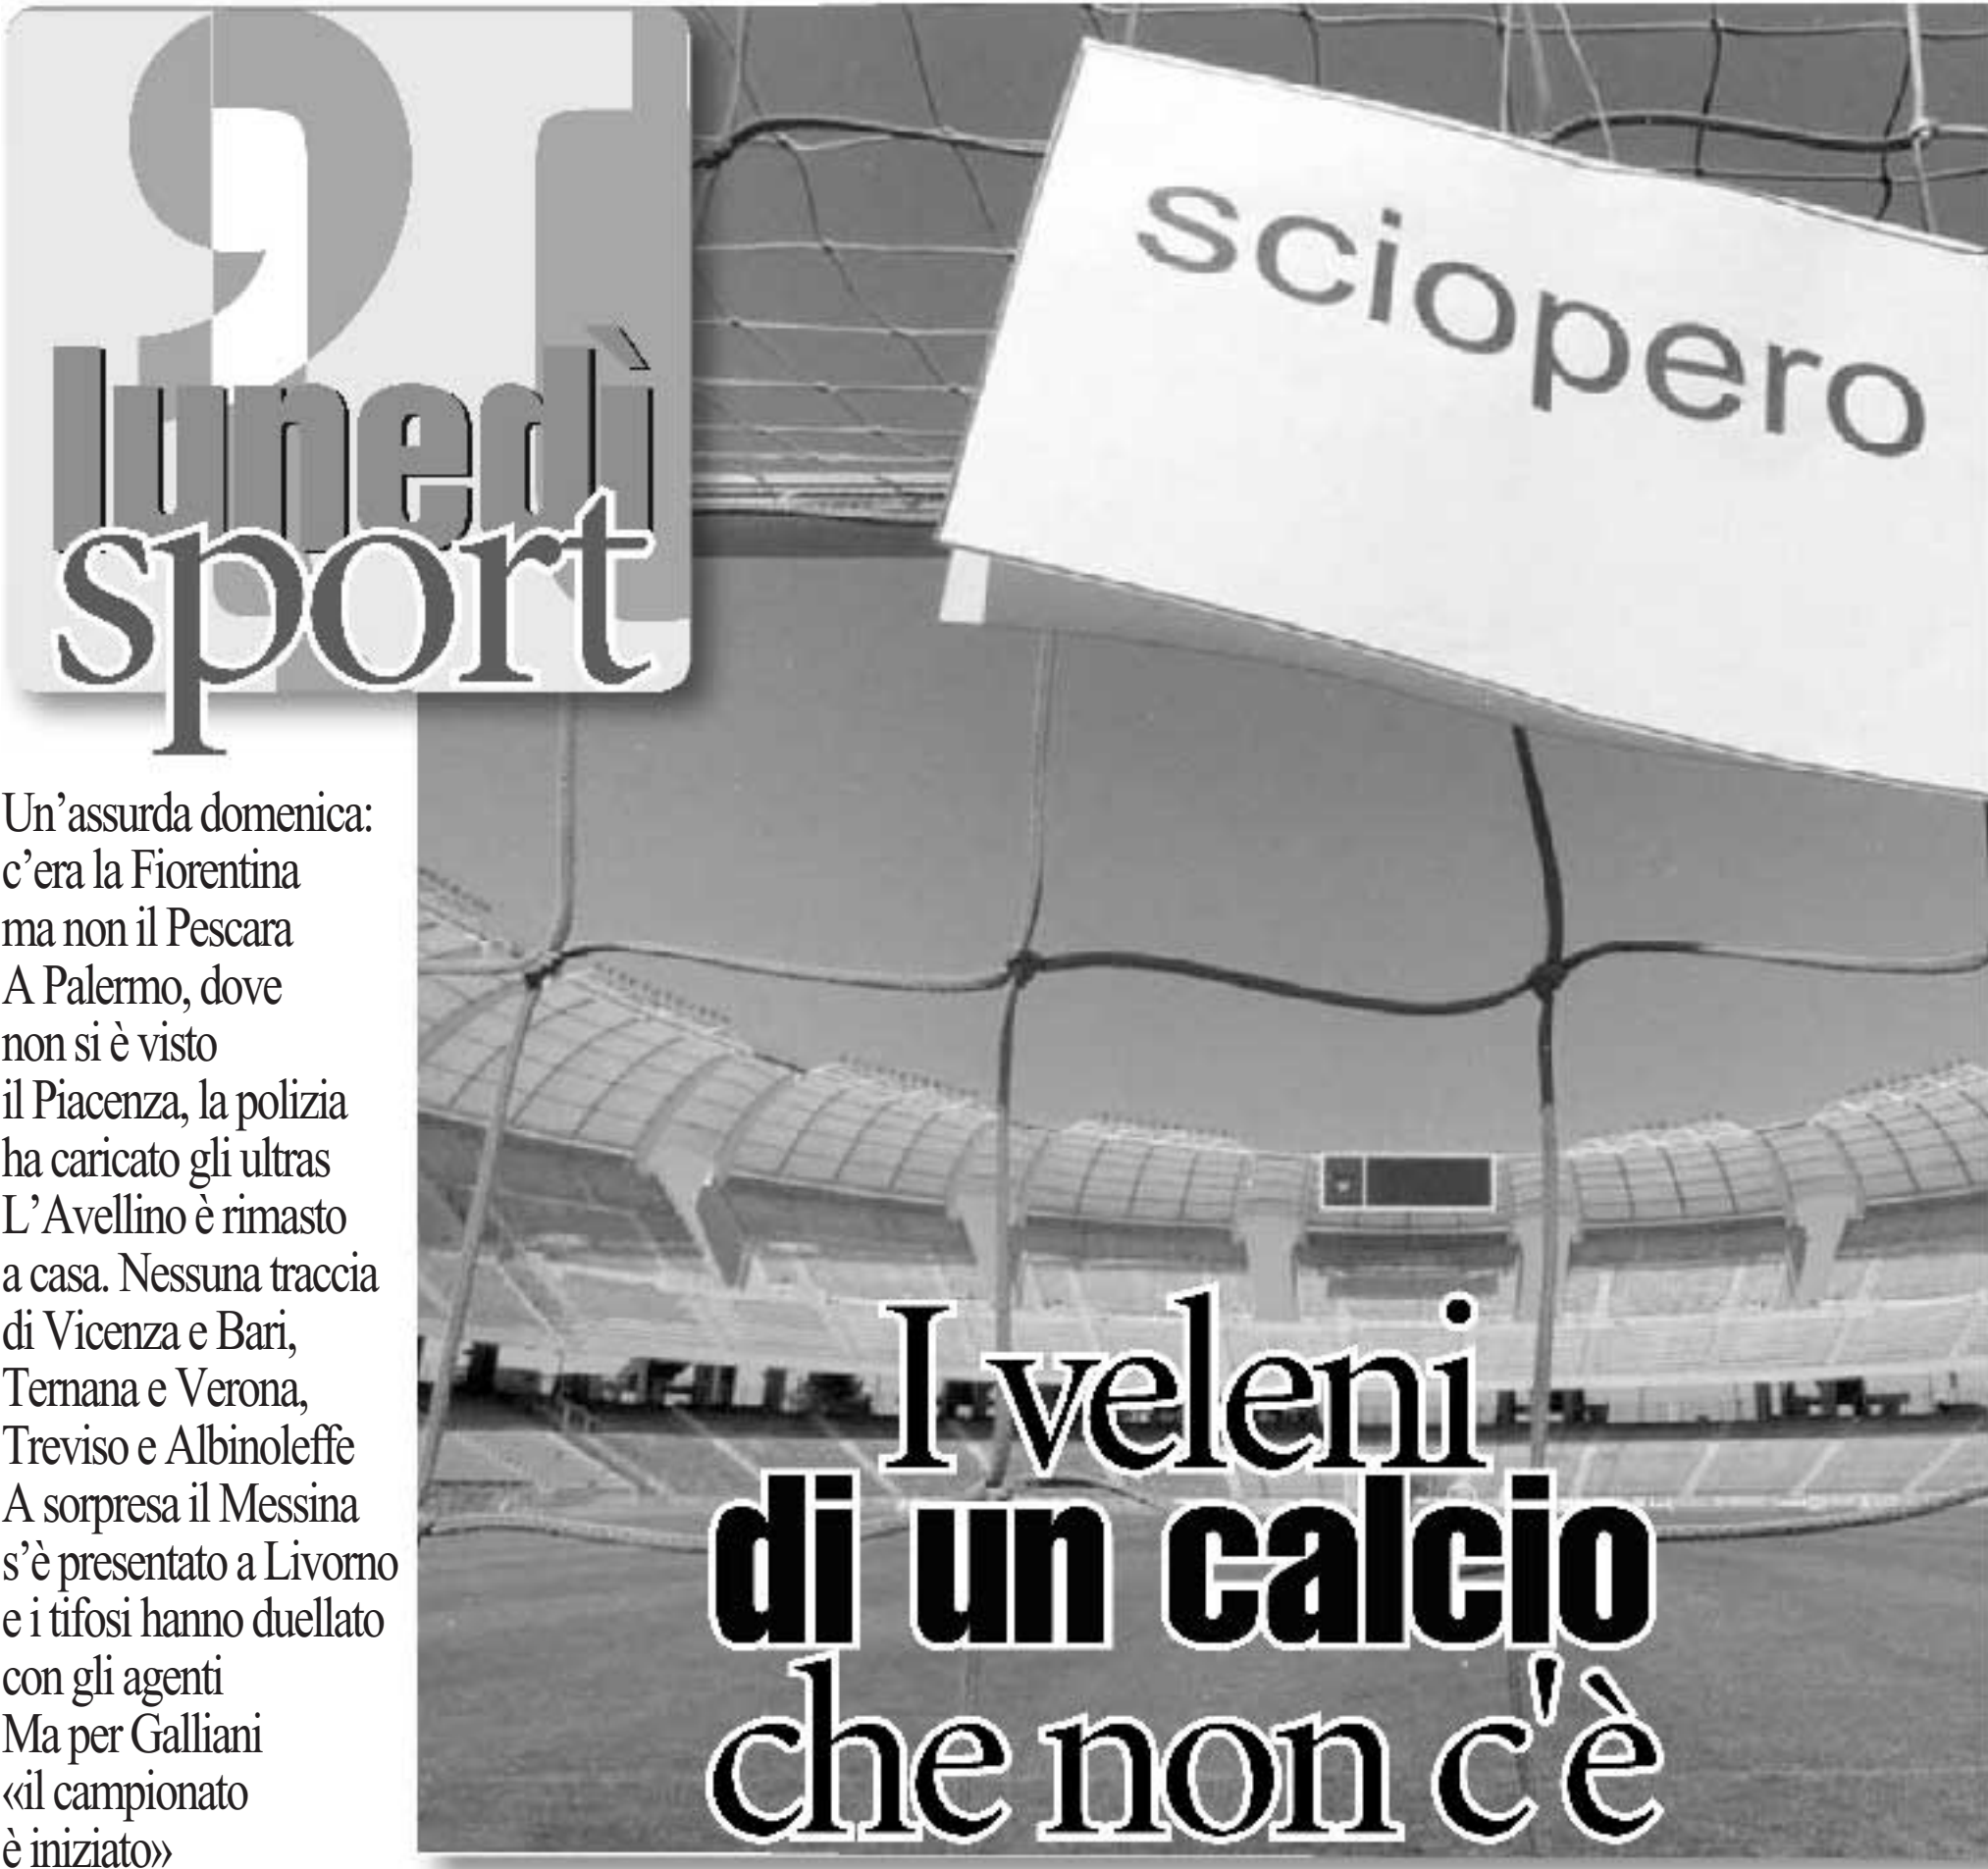 lunedì
sport
sciopero
Un'assurda domenica:
c'era la Fiorentina
ma non il Pescara
A Palermo, dove
non si è visto
il Piacenza, la polizia
ha caricato gli ultras
L'Avellino è rimasto
a casa. Nessuna traccia
di Vicenza e Bari,
Ternana e Verona,
Treviso e Albinoleffe
A sorpresa il Messina
s'è presentato a Livorno
e i tifosi hanno duellato
con gli agenti
Ma per Galliani
«il campionato
è iniziato»
I veleni
di un calcio
che non c'è